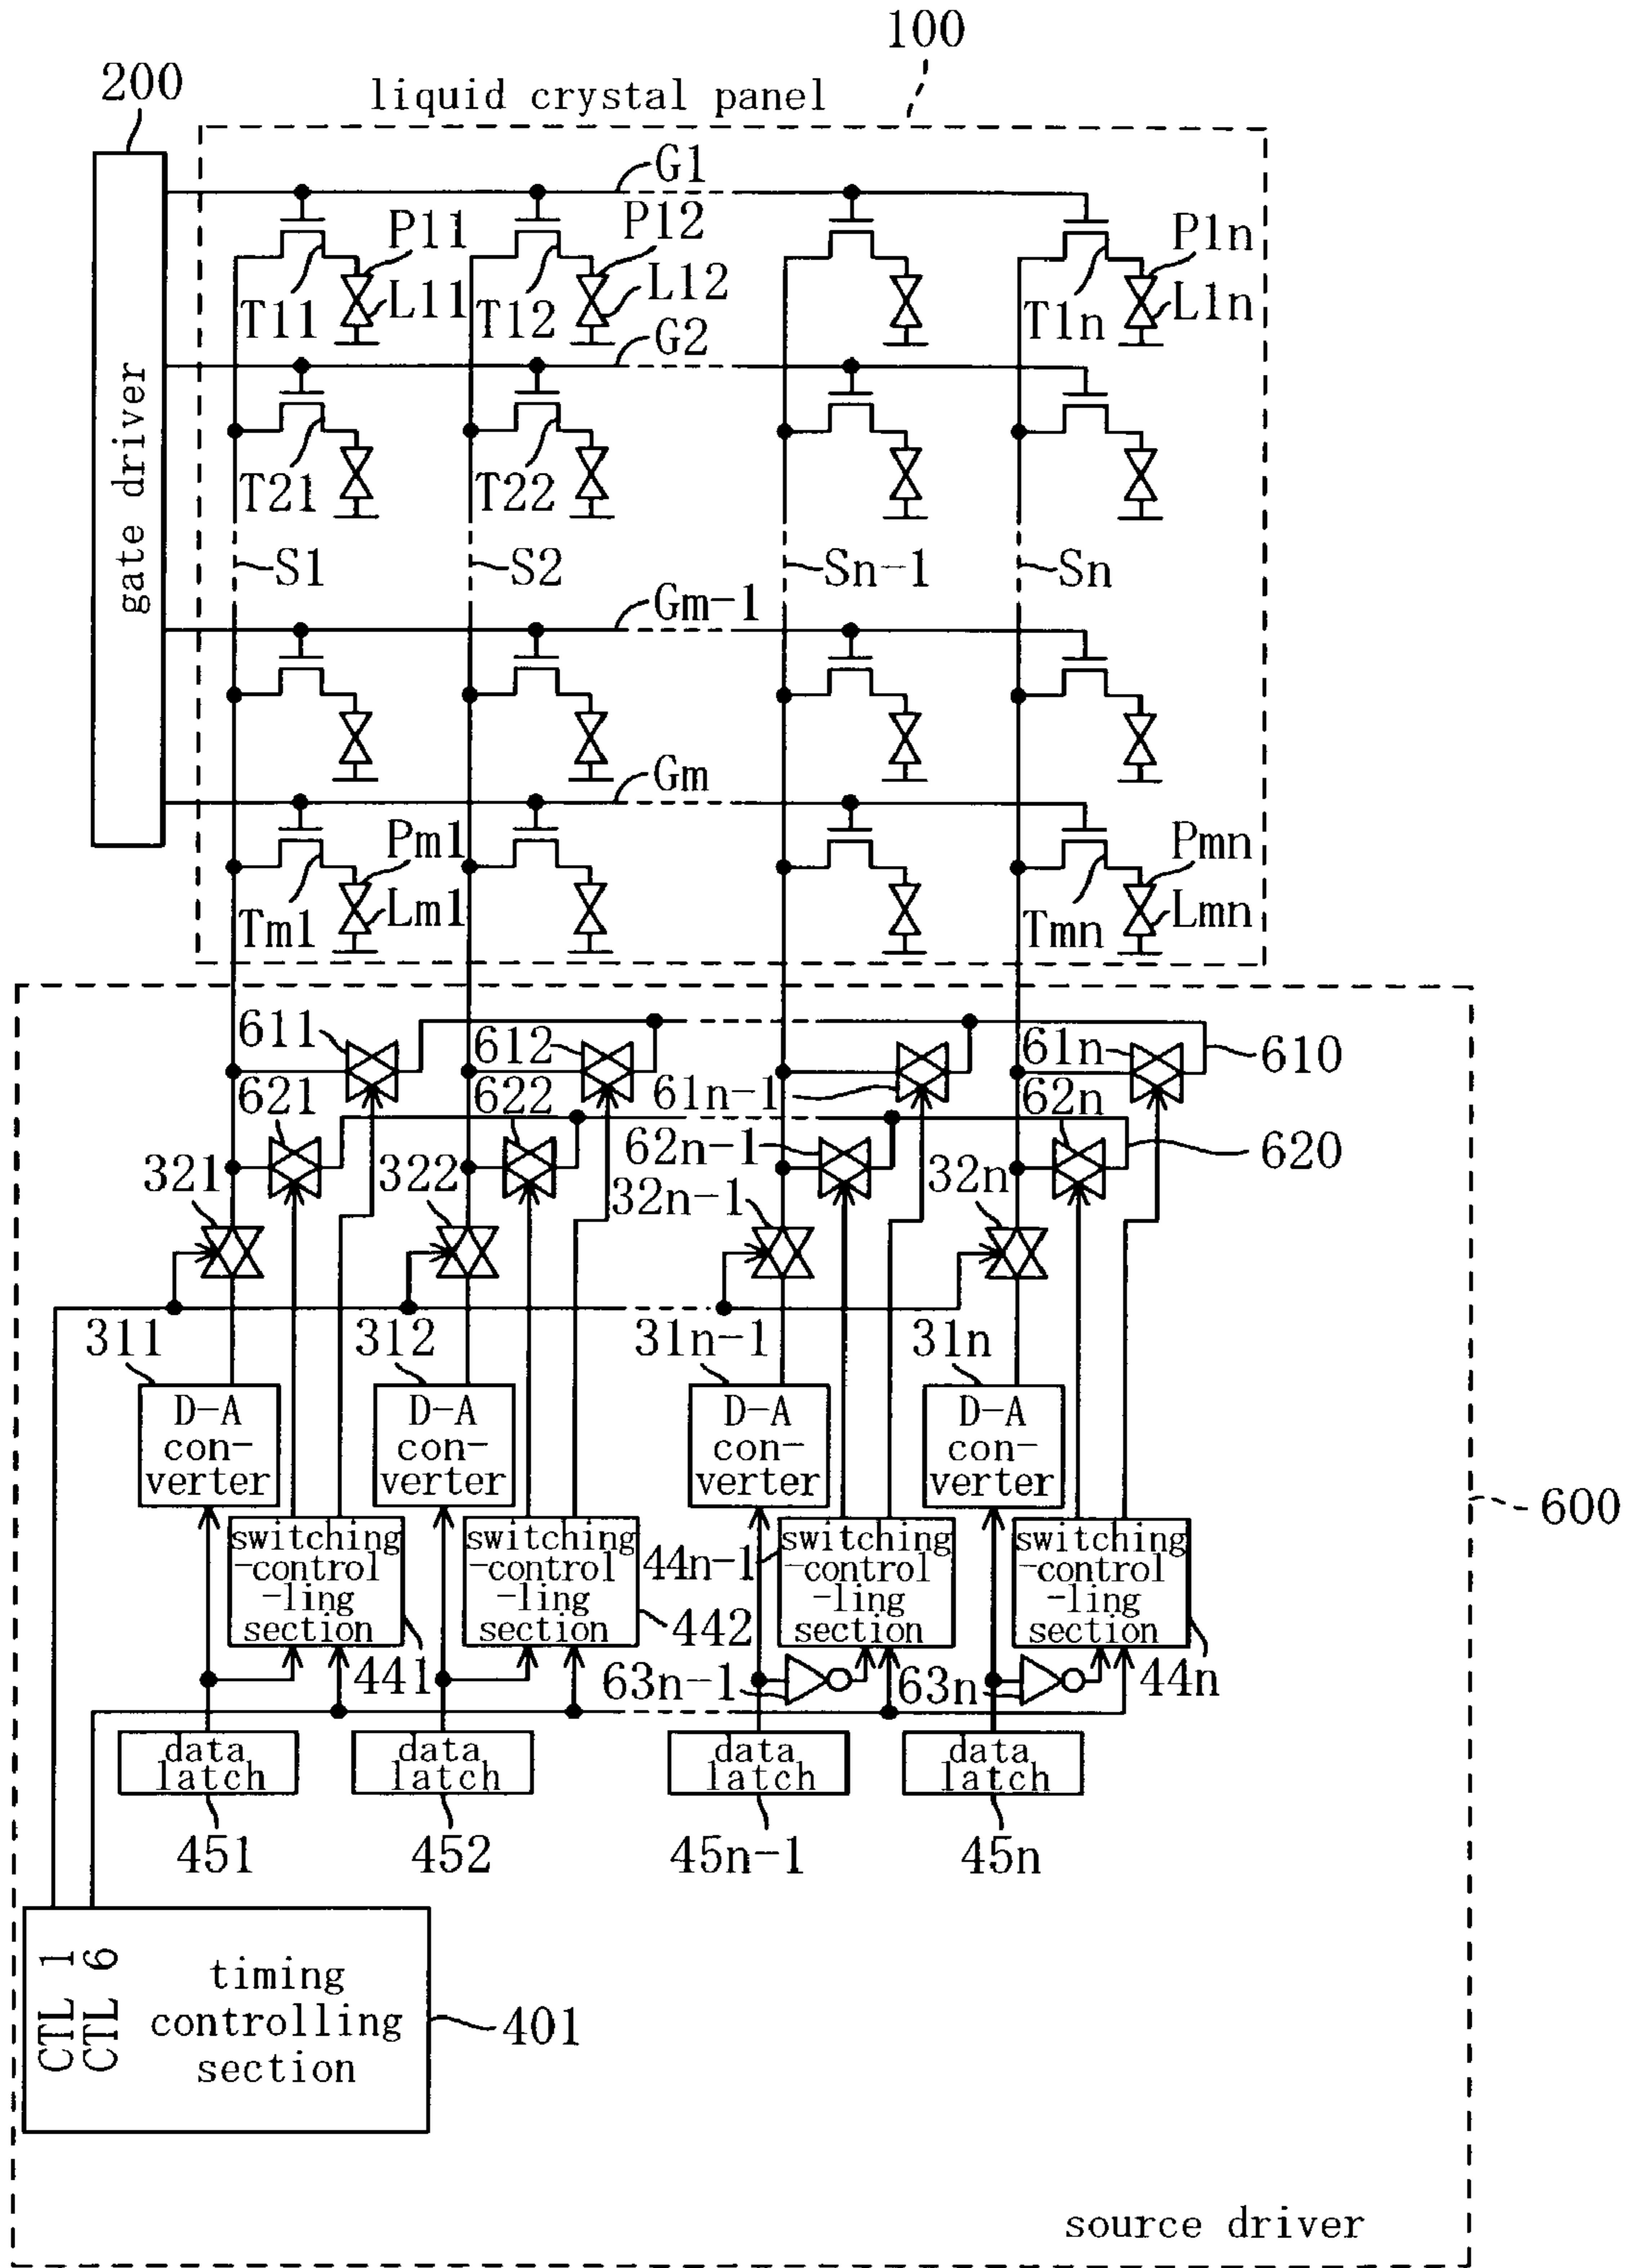 100
200
liquid crystal panel
G1
P11
P12
P1n
L11
L12
L1n
T11
T12
T1n
G2
gate driver
T21
T22
S1
S2
Sn-1
Sn
Gm-1
Gm
Pm1
Pmn
Lm1
Lmn
Tm1
Tmn
611
612
61n
610
621
622
61n-1
62n
62n-1
620
321
322
32n-1
32n
311
312
31n-1
31n
D-A
con-
verter
D-A
con-
verter
D-A
con-
verter
D-A
con-
verter
600
switching
-control
-ling
section
switching
-control
-ling
section
44n-1
switching
-control
-ling
section
switching
-control
-ling
section
442
441
63n-1
63n
44n
data
latch
data
latch
data
latch
data
latch
451
452
45n-1
45n
CTL 1
CTL 6
timing
controlling
section
401
source driver